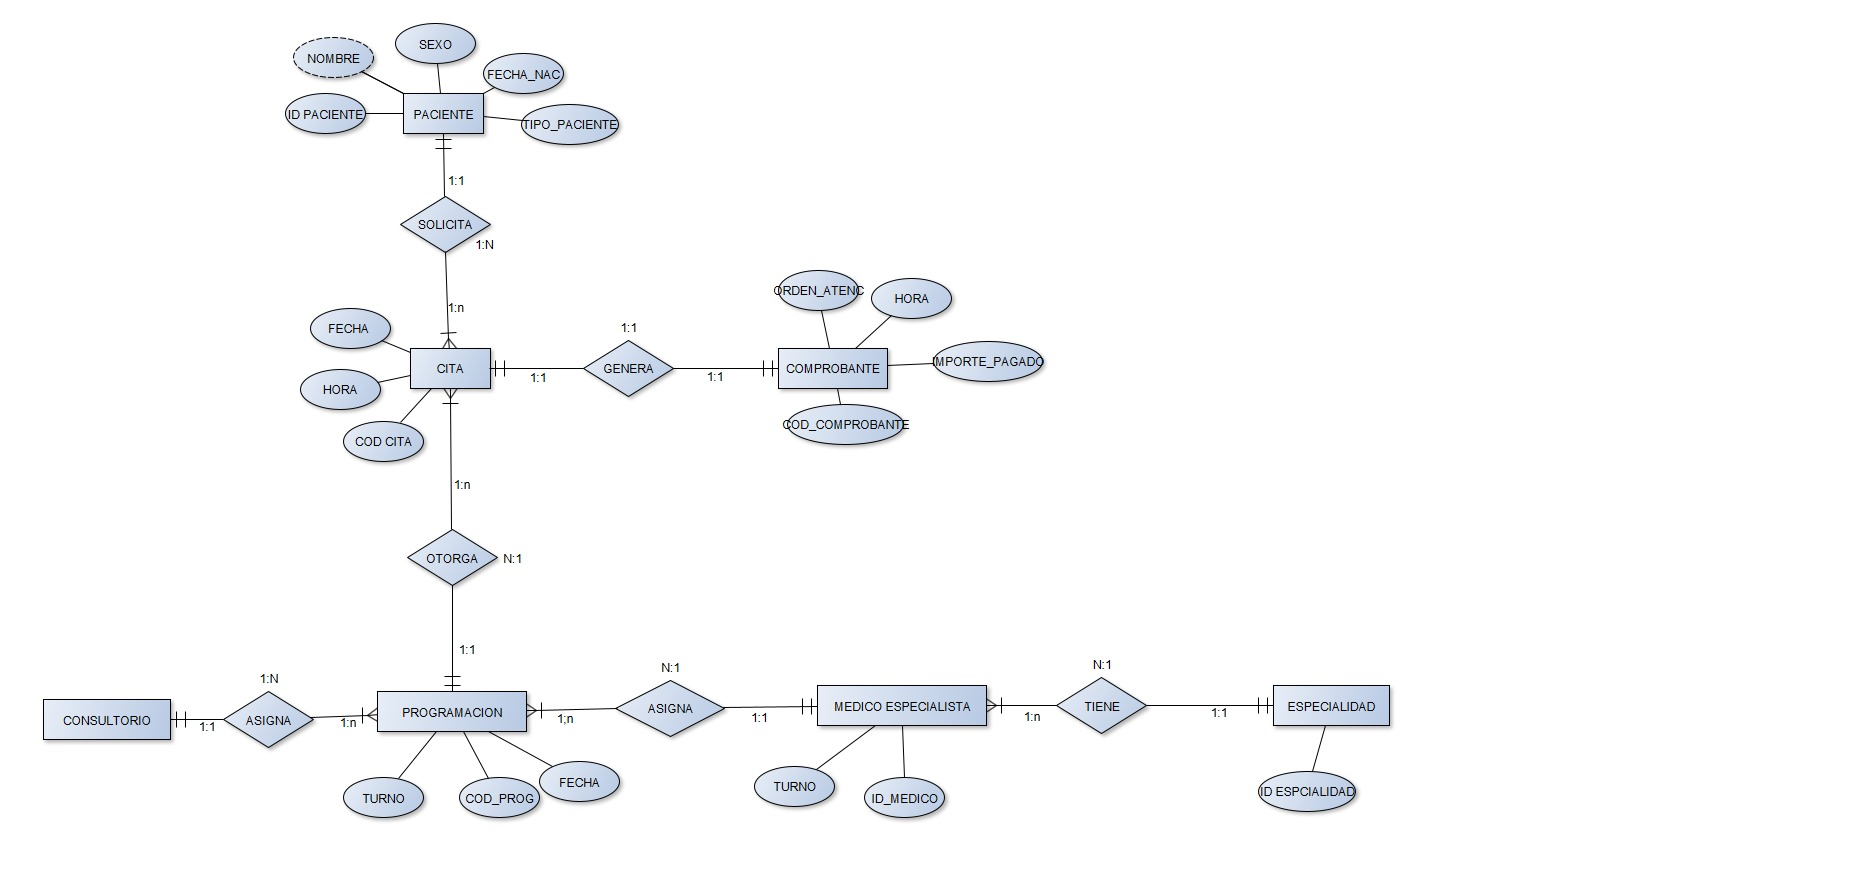 SEXO
NOMBRE
FECHA_NAC
ID PACIENTE
PACIENTE
TIPO_PACIENTE
1:1
SOLICITA
1:N
ORDEN_ATENC
HORA
1:n
FECHA
1:1
CITA
GENERA
COMPROBANTE
IMPORTE_PAGADO
1:1
1:1
HORA
COD_COMPROBANTE
COD CITA
1:n
OTORGA
N:1
1:1
1:N
N:1
N:1
CONSULTORIO
ASIGNA
PROGRAMACION
ASIGNA
MEDICO ESPECIALISTA
TIENE
ESPECIALIDAD
1:1
1:n
1;n
1:1
1:n
1:1
TURNO
COD_PROG
FECHA
TURNO
ID_MEDICO
ID ESPCIALIDAD